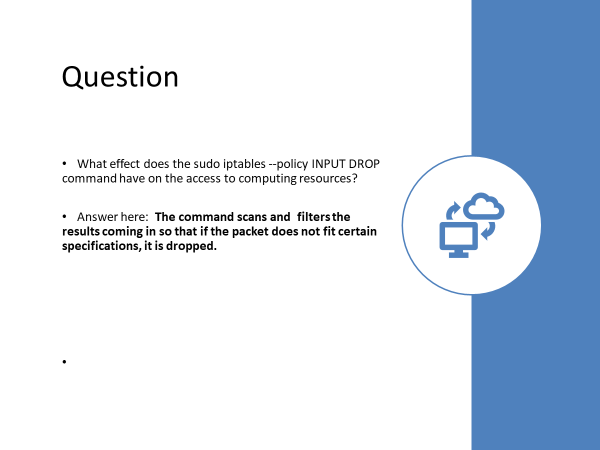 Question
• What effect does the sudo iptables --policy INPUT DROP
command have on the access to computing resources?
• Answer here: The command scans and filters the
results coming in so that if the packet does not fit certain
specifications, it is dropped.
•